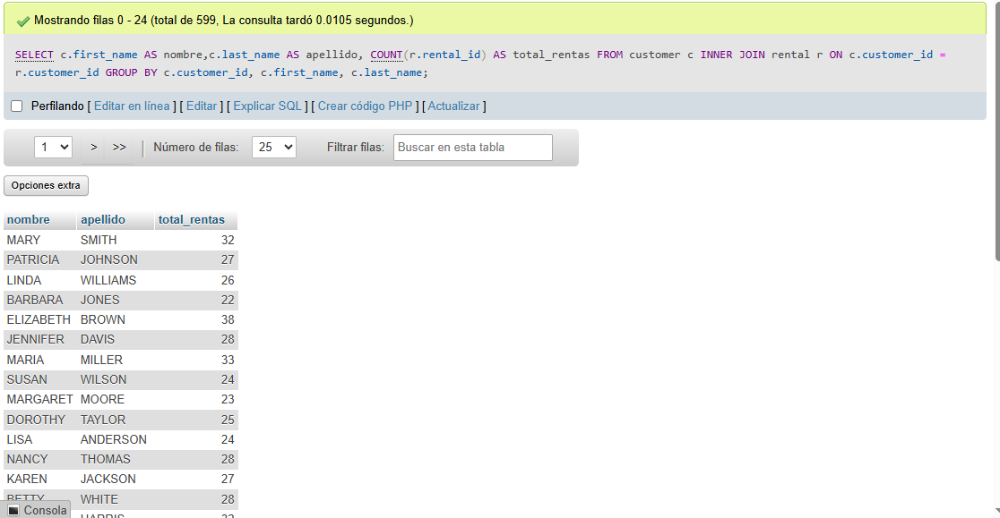 Mostrando filas 0 - 24 (total de 599, La consulta tardó 0.0105 segundos.)
SELECT c.first_name AS nombre,c.last_name AS apellido, COUNT(r.rental_id) AS total_rentas FROM customer c INNER JOIN rental r ON c.customer_id =
r.customer_id GROUP BY c.customer_id, c.first_name, c.last_name;
Perfilando [ Editar en línea ] [ Editar ] [ Explicar SQL ] [ Crear código PHP ] [ Actualizar ]
1 > >> | Número de filas: 25 Filtrar filas: Buscar en esta tabla
Opciones extra
nombre apellido total_rentas
MARY SMITH 32
PATRICIA JOHNSON 27
LINDA WILLIAMS 26
BARBARA JONES 22
ELIZABETH BROWN 38
JENNIFER DAVIS 28
MARIA MILLER 33
SUSAN WILSON 24
MARGARET MOORE 23
DOROTHY TAYLOR 25
LISA ANDERSON 24
NANCY THOMAS 28
KAREN JACKSON 27
BETTY WHITE 28
Consola HARRIS